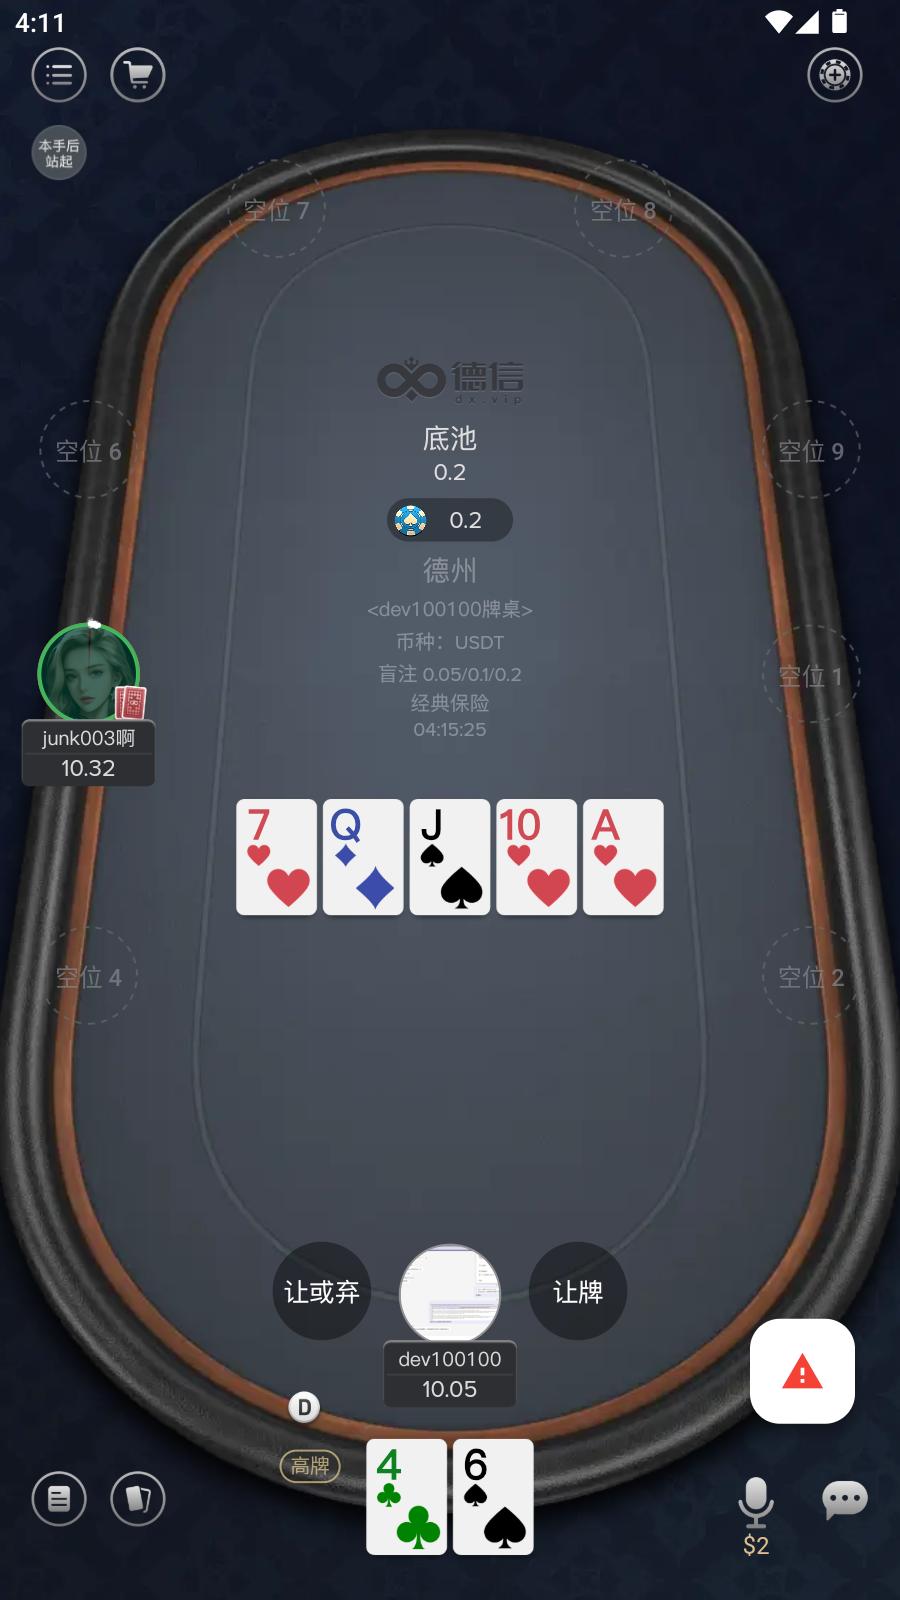 4:11
本手后
站起
空位 7
空位 8
德信
dx.vip
底池
0.2
0.2
空位 6
空位 9
德州
<dev100100牌桌>
币种：USDT
盲注 0.05/0.1/0.2
经典保险
04:15:25
空位 1
junk003啊
10.32
7 Q J 10 A
空位 4
空位 2
让或弃
让牌
dev100100
10.05
D
高牌
4 6
$2